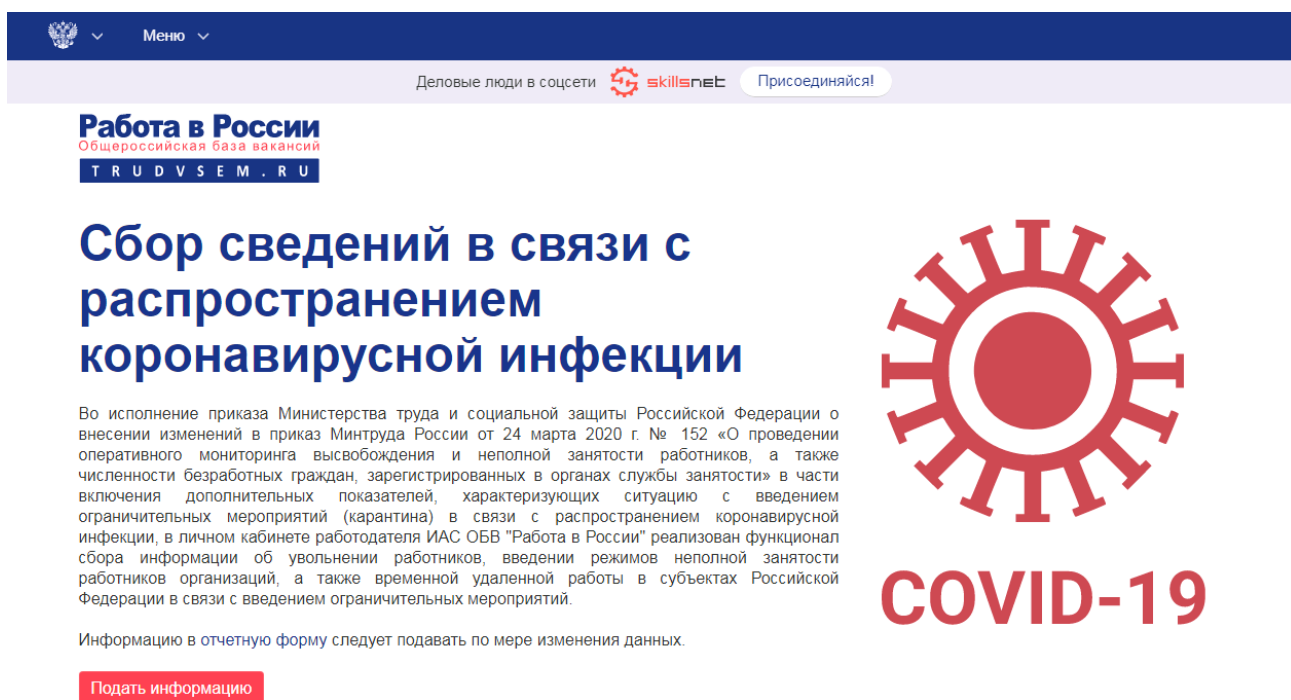 Меню
Деловые люди в соцсети skillsnet Присоединяйся!
Работа в России
Общероссийская база вакансий
TRUDVSEM.RU
Сбор сведений в связи с
распространением
коронавирусной инфекции
Во исполнение приказа Министерства труда и социальной защиты Российской Федерации о
внесении изменений в приказ Минтруда России от 24 марта 2020 г. № 152 «О проведении
оперативного мониторинга высвобождения и неполной занятости работников, а также
численности безработных граждан, зарегистрированных в органах службы занятости» в части
включения дополнительных показателей, характеризующих ситуацию с введением
ограничительных мероприятий (карантина) в связи с распространением коронавирусной
инфекции, в личном кабинете работодателя ИАС ОБВ "Работа в России" реализован функционал
сбора информации об увольнении работников, введении режимов неполной занятости
работников организаций, а также временной удаленной работы в субъектах Российской
Федерации в связи с введением ограничительных мероприятий.
Информацию в отчетную форму следует подавать по мере изменения данных.
Подать информацию
COVID-19